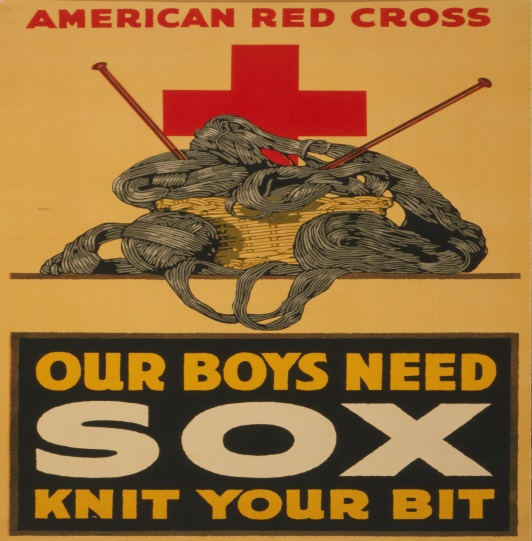 AMERICAN RED CROSS
OUR BOYS NEED
SOX
KNIT YOUR BIT